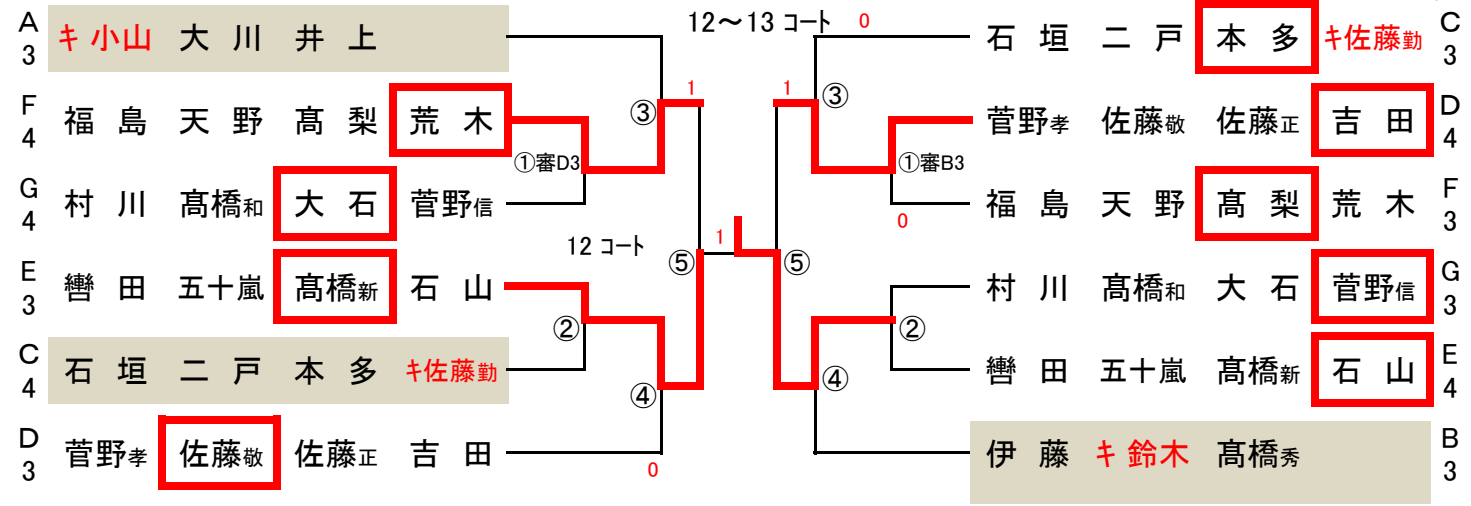 12～13 コート
0
A
3
ｷ 小山 大川 井上
石垣 二戸 本多 ｷ佐藤勤
C
3
1
1
③
③
F
4
福島 天野 髙梨 荒木
菅野孝 佐藤敬 佐藤正 吉田
D
4
①審D3
①審B3
G
4
村川 髙橋和 大石 菅野信
福島 天野 髙梨 荒木
F
3
0
12 コート
1
⑤
⑤
E
3
轡田 五十嵐 髙橋新 石山
村川 髙橋和 大石 菅野信
G
3
②
②
C
4
石垣 二戸 本多 ｷ佐藤勤
轡田 五十嵐 髙橋新 石山
E
4
④
④
D
3
菅野孝 佐藤敬 佐藤正 吉田
伊藤 ｷ 鈴木 髙橋秀
B
3
0